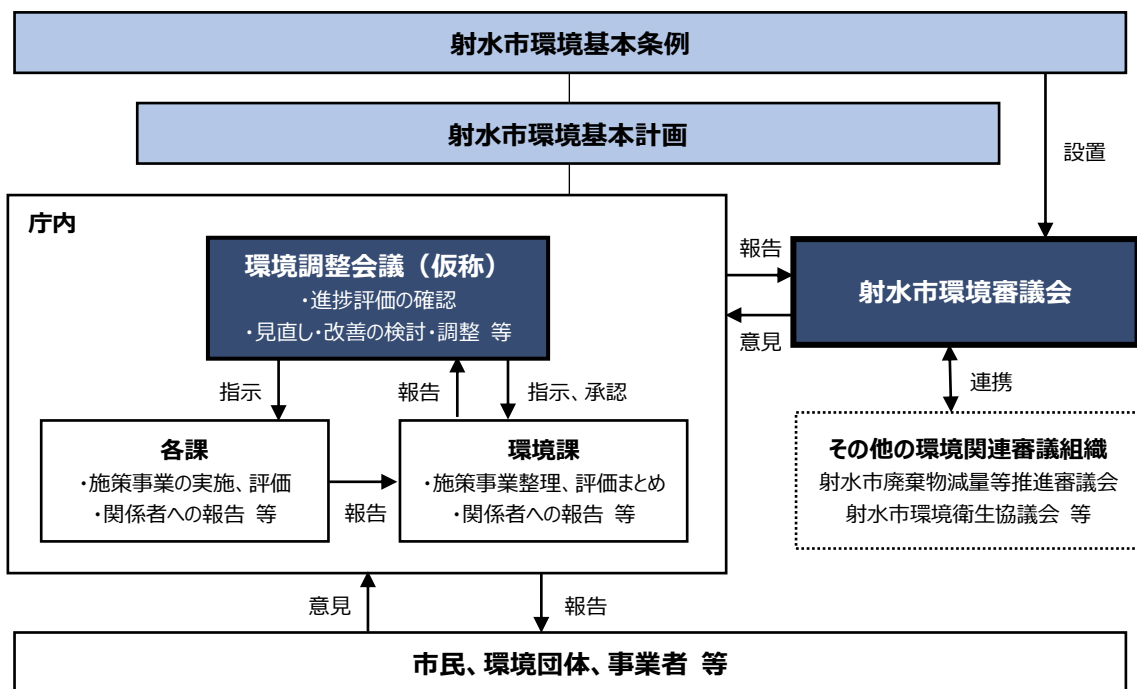 射水市環境基本条例
射水市環境基本計画
設置
庁内
環境調整会議（仮称）
・進捗評価の確認
・見直し・改善の検討・調整 等
報告
意見
射水市環境審議会
指示
報告
指示、承認
連携
各課
・施策事業の実施、評価
・関係者への報告 等
報告
環境課
・施策事業整理、評価まとめ
・関係者への報告 等
その他の環境関連審議組織
射水市廃棄物減量等推進審議会
射水市環境衛生協議会 等
意見
報告
市民、環境団体、事業者 等